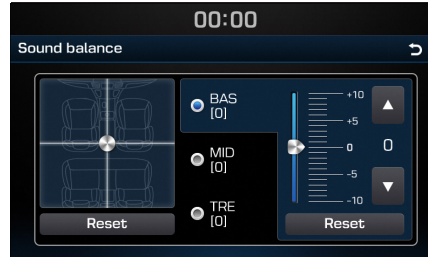 00:00
Sound balance
BAS
[0]
MID
[0]
TRE
[0]
+10
+5
0
-5
-10
0
Reset
Reset